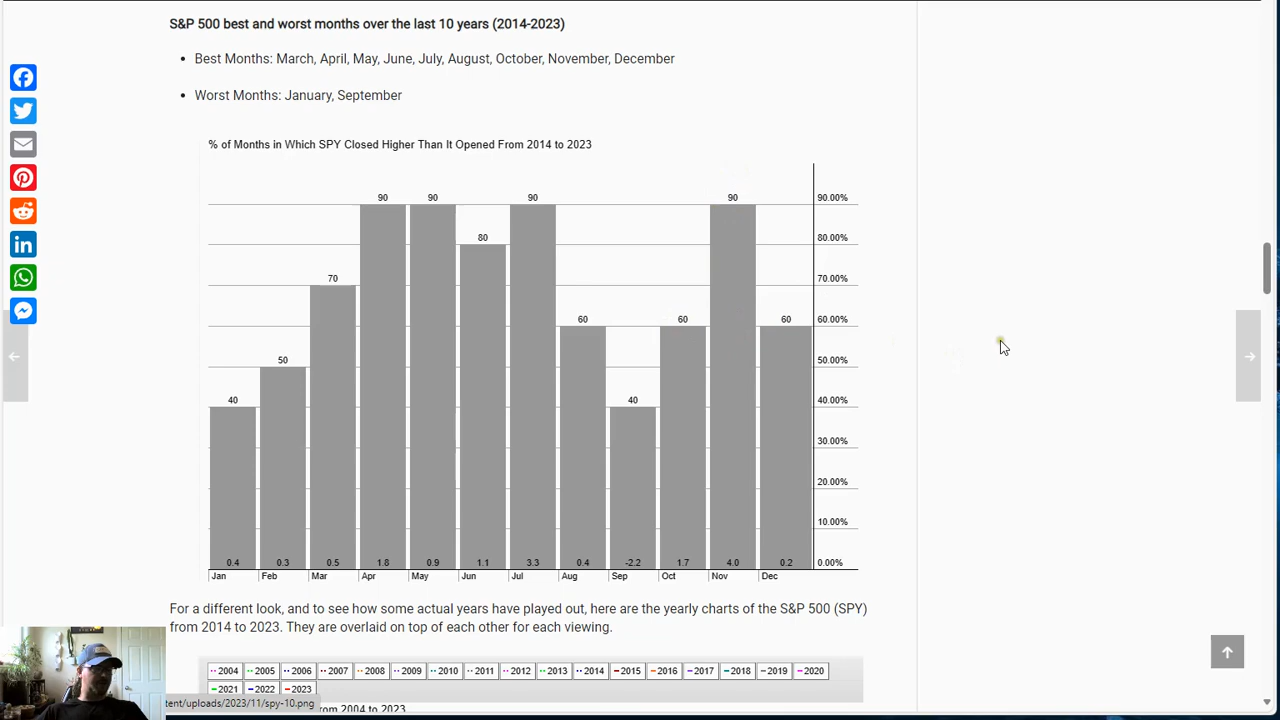 S&P 500 best and worst months over the last 10 years (2014-2023)
• Best Months: March, April, May, June, July, August, October, November, December
• Worst Months: January, September
% of Months in Which SPY Closed Higher Than It Opened From 2014 to 2023
90 90 90 90
90.00%
80
80.00%
70
70.00%
60 60 60
60.00%
50
50.00%
40 40
40.00%
30.00%
20.00%
10.00%
0.4 0.3 0.5 1.8 0.9 1.1 3.3 0.4 -2.2 1.7 4.0 0.2 0.00%
Jan Feb Mar Apr May Jun Jul Aug Sep Oct Nov Dec
For a different look, and to see how some actual years have played out, here are the yearly charts of the S&P 500 (SPY)
from 2014 to 2023. They are overlaid on top of each other for each viewing.
2004 2005 2006 2007 2008 2009 2010 2011 2012 2013 2014 2015 2016 2017 2018 2019 2020
2021 2022 2023
tent/uploads/2023/11/spy-10.png
from 2004 to 2023